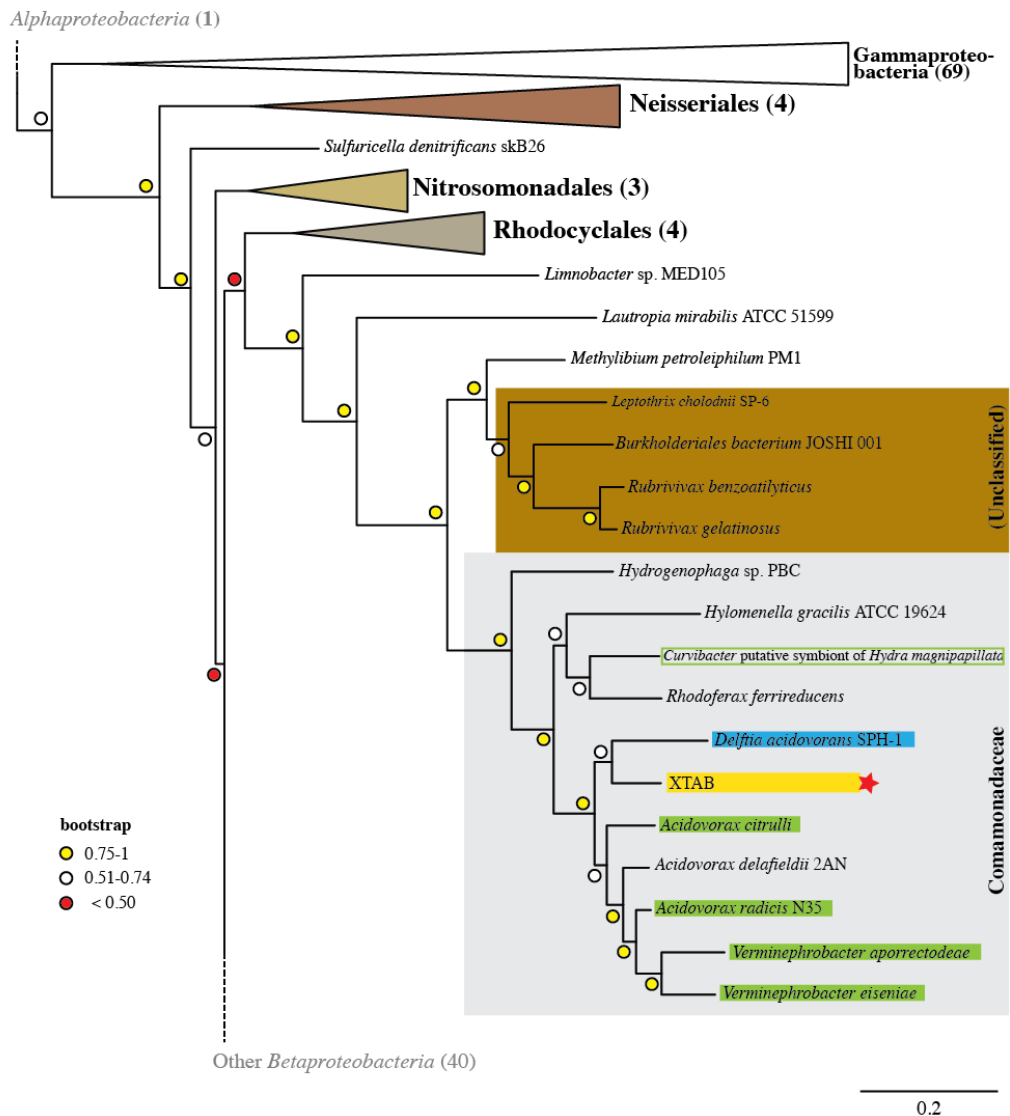 Alphaproteobacteria (1)
Gammaproteo-
bacteria (69)
Neisseriales (4)
Sulfuricella denitrificans skB26
Nitrosomonadales (3)
Rhodocyclales (4)
Limnobacter sp. MED105
Lautropia mirabilis ATCC 51599
Methylibium petroleiphilum PM1
Leptothrix cholodnii SP-6
Burkholderiales bacterium JOSHI 001
Rubrivivax benzoatilyticus
Rubrivivax gelatinosus
(Unclassified)
Hydrogenophaga sp. PBC
Hylomenella gracilis ATCC 19624
Curvibacter putative symbiont of Hydra magnipapillata
Rhodoferax ferrireducens
Delftia acidovorans SPH-1
XTAB
Acidovorax citrulli
Acidovorax delafieldii 2AN
Acidovorax radicis N35
Verminephrobacter aporrectodeae
Verminephrobacter eiseniae
Comamonadaceae
bootstrap
0.75-1
0.51-0.74
< 0.50
Other Betaproteobacteria (40)
0.2